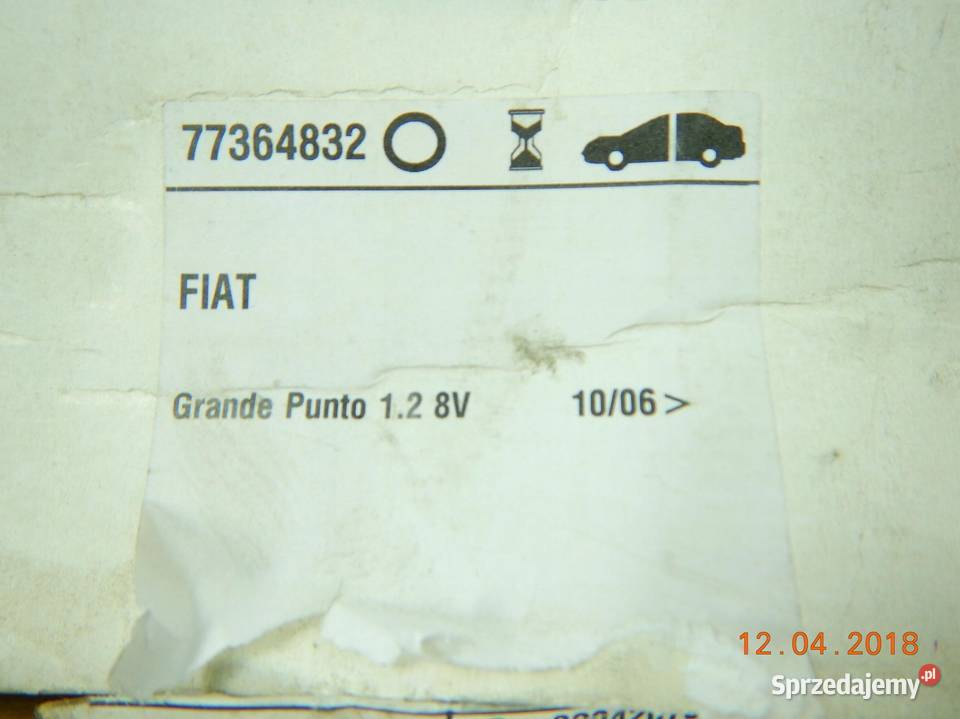 77364832
FIAT
Grande Punto 1.2 8V 10/06 >
12.04.2018
Sprzedajemy.pl